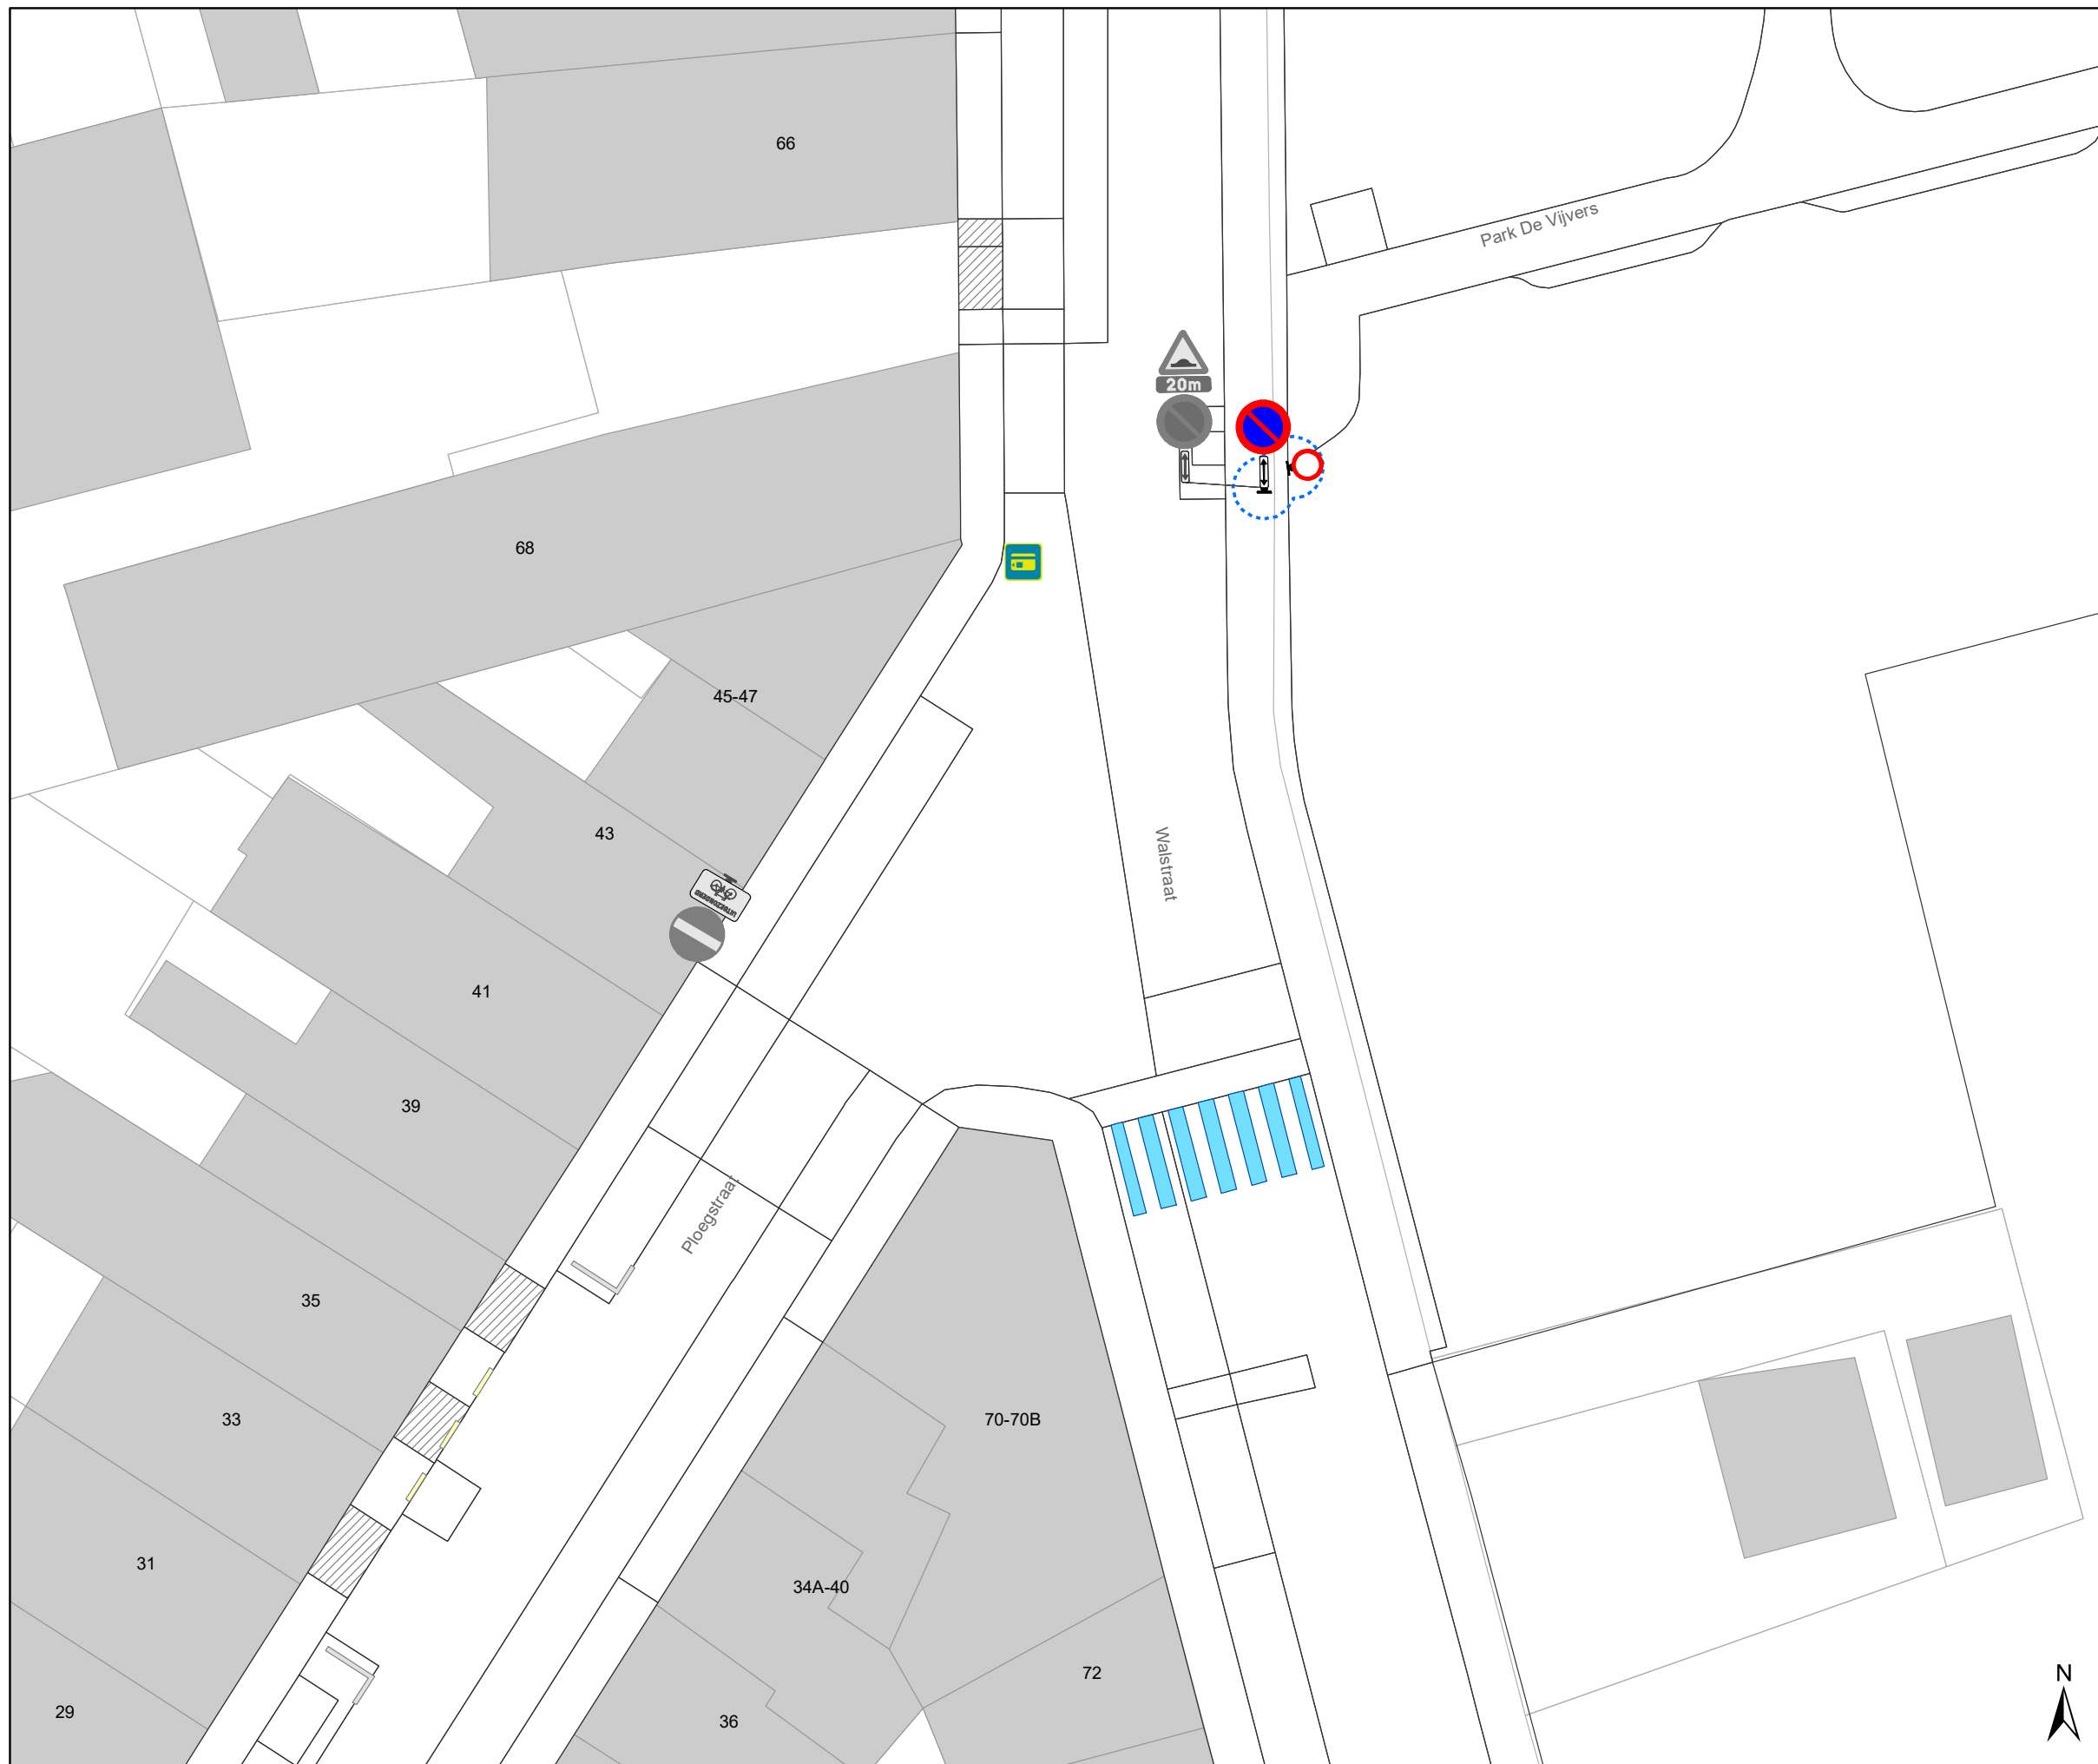 66
Park De Vijvers
20m
68
45-47
43
Walstraat
UITGEZONDERD
41
39
Ploegstraat
35
33
70-70B
31
34A-40
72
29
36
N